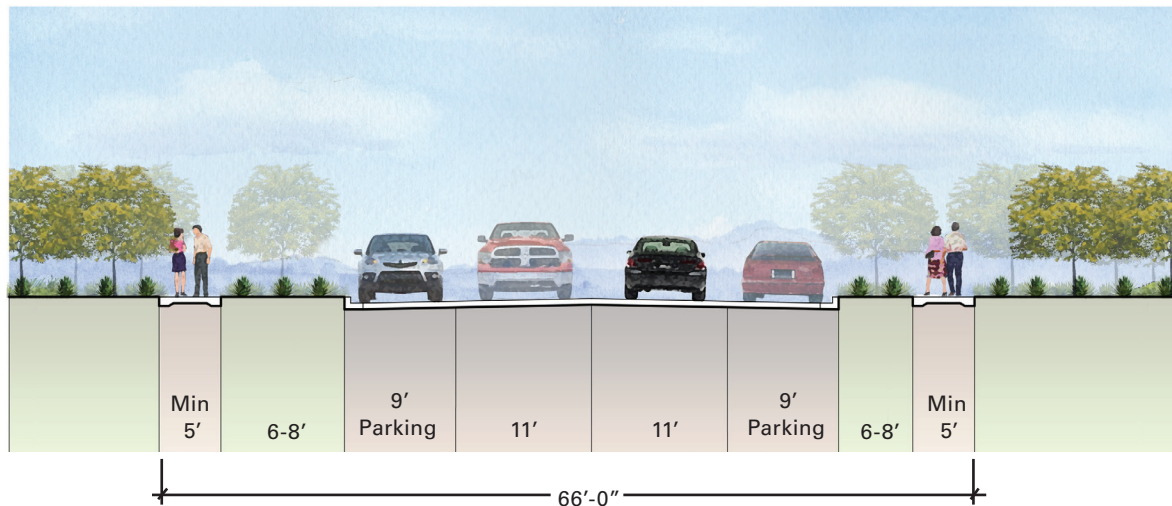 Min
5′
6-8′
9′
Parking
11′
11′
9′
Parking
6-8′
Min
5′
66′-0″